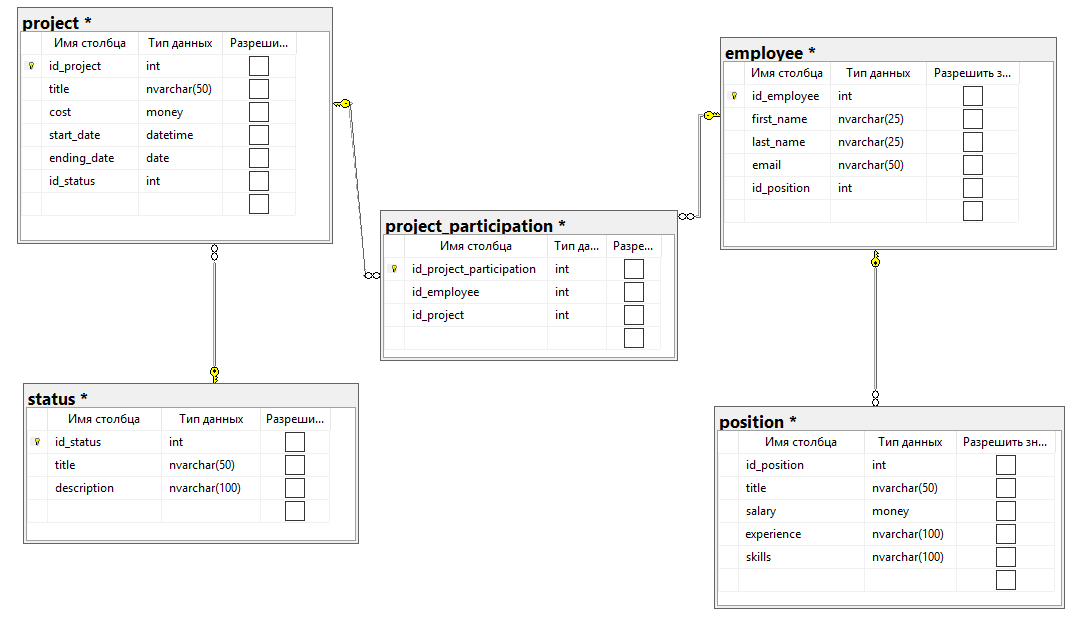 project *
Имя столбца Тип данных Разреши...
id_project int
title nvarchar(50)
cost money
start_date datetime
ending_date date
id_status int
employee *
Имя столбца Тип данных Разрешить з...
id_employee int
first_name nvarchar(25)
last_name nvarchar(25)
email nvarchar(50)
id_position int
project_participation *
Имя столбца Тип да... Разре...
id_project_participation int
id_employee int
id_project int
status *
Имя столбца Тип данных Разреши...
id_status int
title nvarchar(50)
description nvarchar(100)
position *
Имя столбца Тип данных Разрешить зн...
id_position int
title nvarchar(50)
salary money
experience nvarchar(100)
skills nvarchar(100)